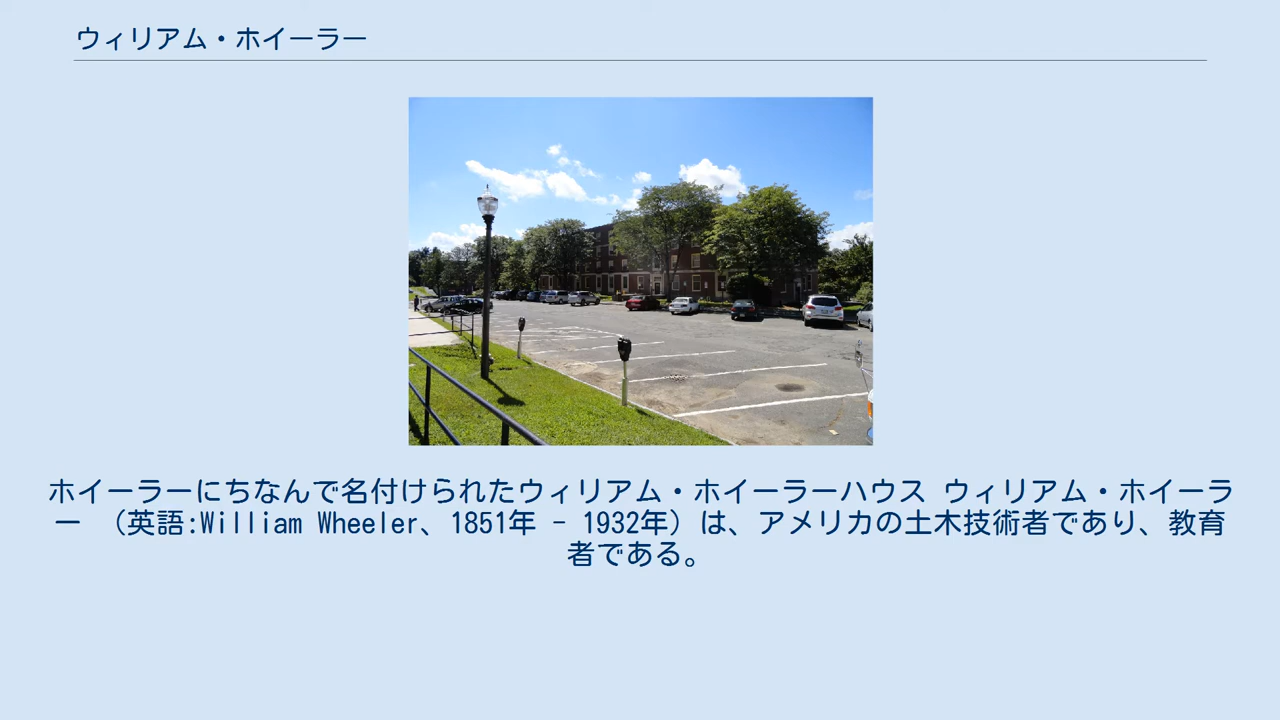 ウィリアム・ホイーラー
ホイーラーにちなんで名付けられたウィリアム・ホイーラーハウス ウィリアム・ホイーラ
ー （英語:William Wheeler、1851年 - 1932年）は、アメリカの土木技術者であり、教育
者である。